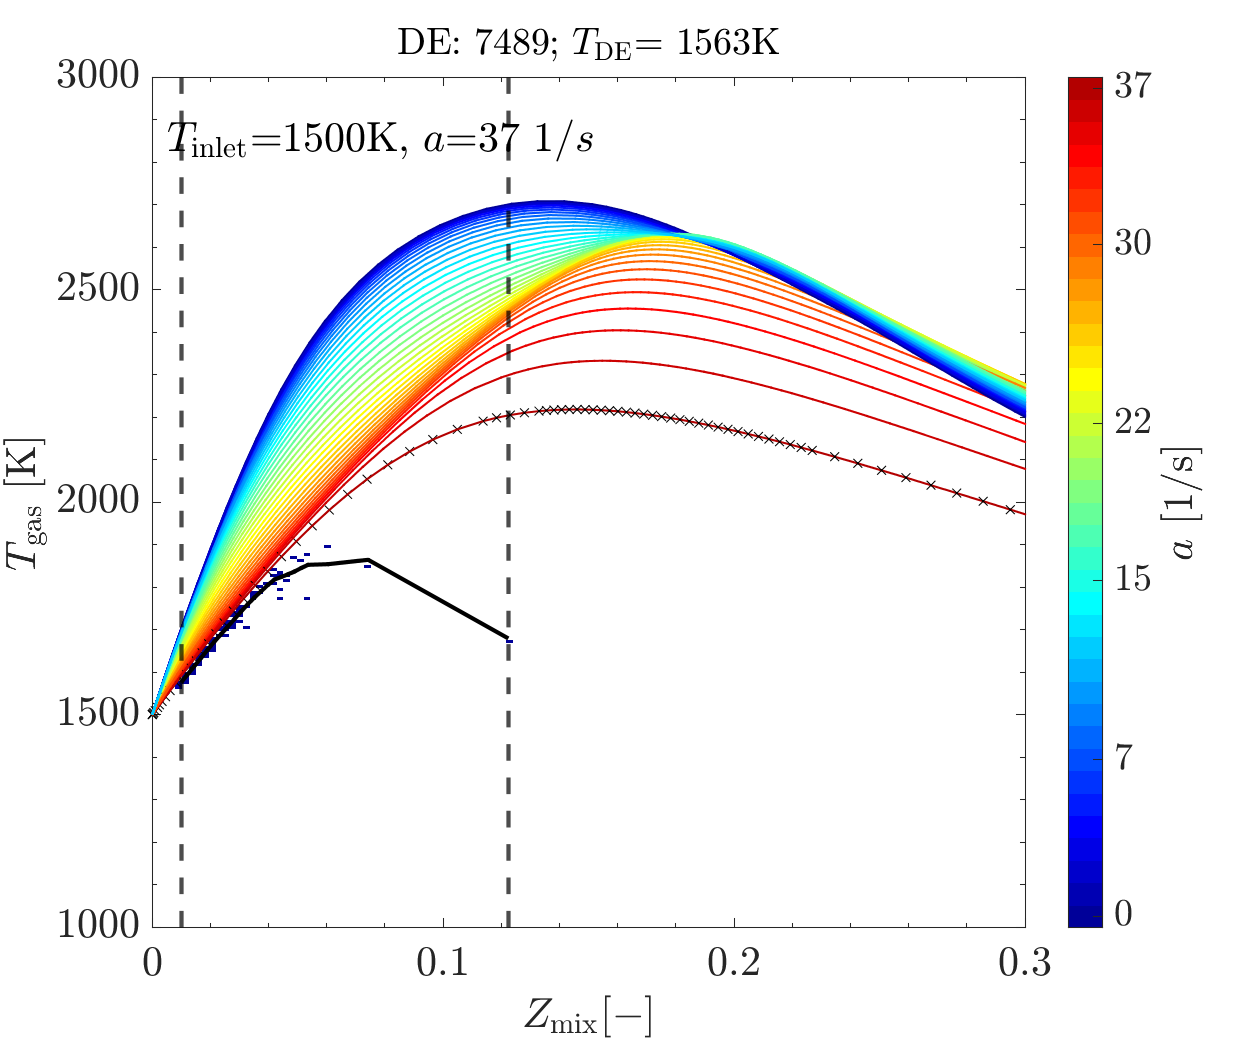 DE: 7489; T_DE= 1563K
3000
2500
2000
1500
1000
T_gas [K]
T_inlet=1500K, a=37 1/s
0 0.1 0.2 0.3
Z_mix[−]
37
30
22
15
7
0
a [1/s]